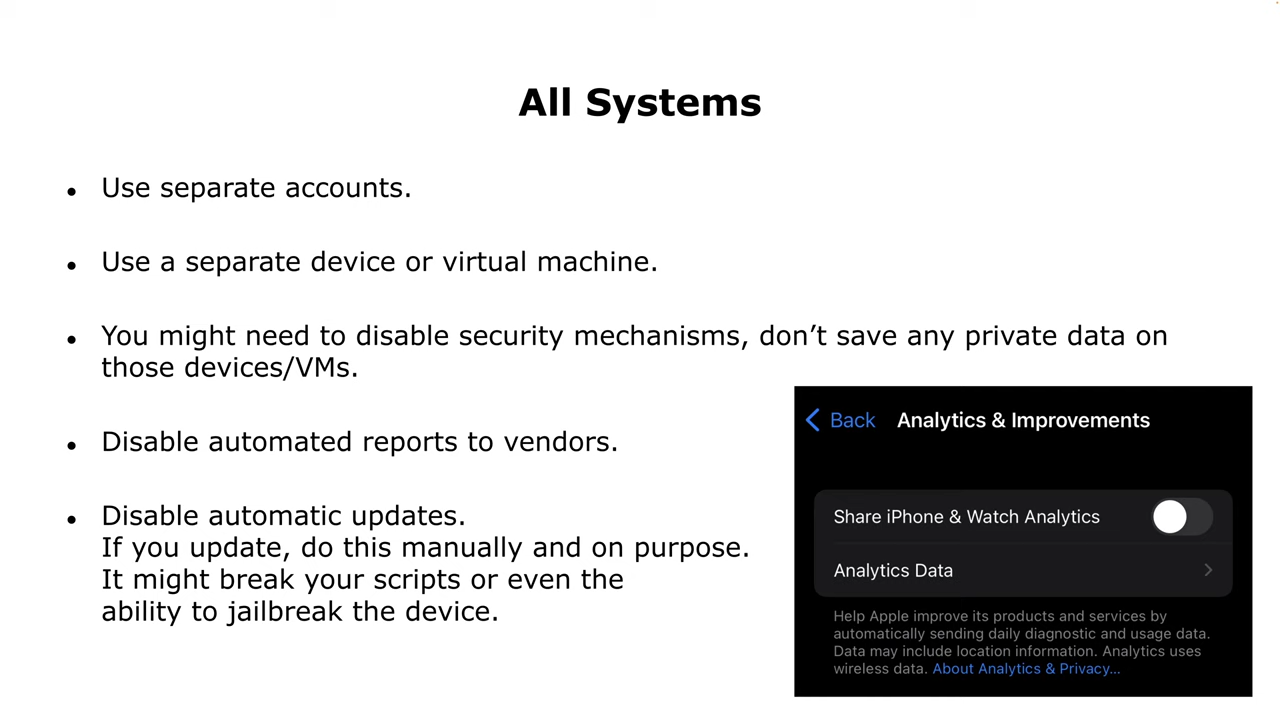 All Systems
● Use separate accounts.
● Use a separate device or virtual machine.
● You might need to disable security mechanisms, don’t save any private data on
those devices/VMs.
● Disable automated reports to vendors.
● Disable automatic updates.
If you update, do this manually and on purpose.
It might break your scripts or even the
ability to jailbreak the device.
Back Analytics & Improvements
Share iPhone & Watch Analytics
Analytics Data
Help Apple improve its products and services by
automatically sending daily diagnostic and usage data.
Data may include location information. Analytics uses
wireless data. About Analytics & Privacy...